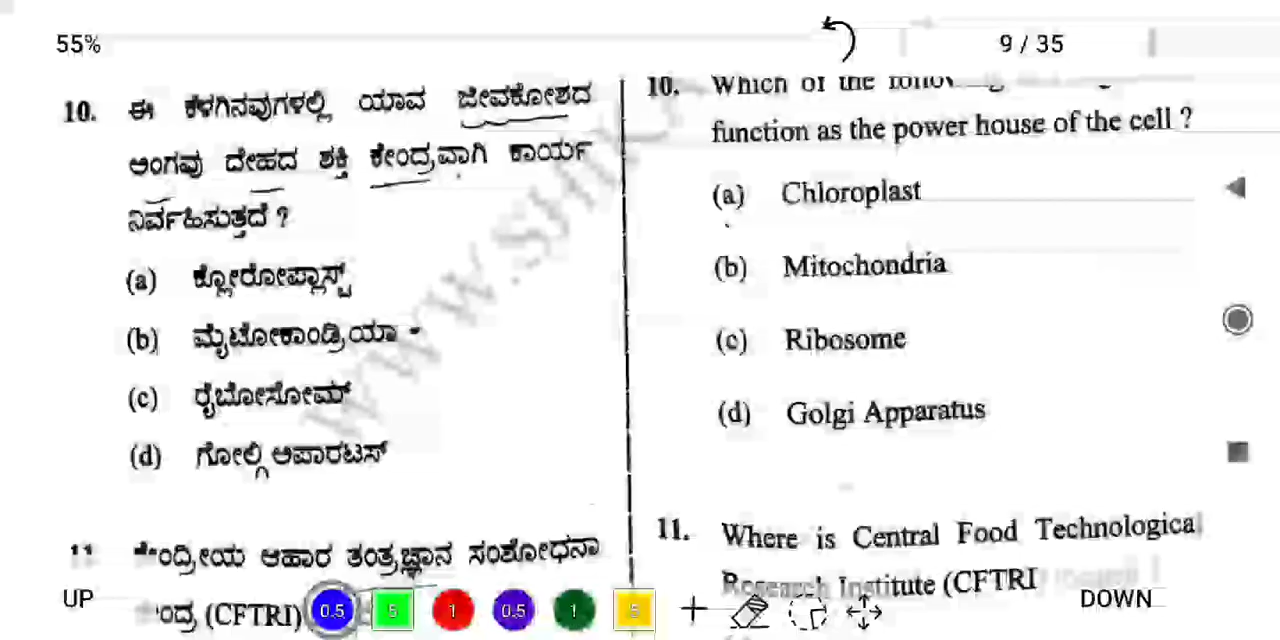 55%
9 / 35
10. ಈ ಕೆಳಗಿನವುಗಳಲ್ಲಿ ಯಾವ ಜೀವಕೋಶದ
ಅಂಗವು ದೇಹದ ಶಕ್ತಿ ಕೇಂದ್ರವಾಗಿ ಕಾರ್ಯ
ನಿರ್ವಹಿಸುತ್ತದೆ ?
(a) ಕ್ಲೋರೋಪ್ಲಾಸ್ಟ್
(b) ಮೈಟೋಕಾಂಡ್ರಿಯಾ
(c) ರೈಬೋಸೋಮ್
(d) ಗೋಲ್ಗಿ ಆಪಾರಟಸ್
11 ಕೇಂದ್ರೀಯ ಆಹಾರ ತಂತ್ರಜ್ಞಾನ ಸಂಶೋಧನಾ
(CFTRI)
10. Which of the
function as the power house of the cell ?
(a) Chloroplast
(b) Mitochondria
(c) Ribosome
(d) Golgi Apparatus
11. Where is Central Food Technological
Research Institute (CFTRI
UP
0.5
5
1
0.5
1
5
DOWN